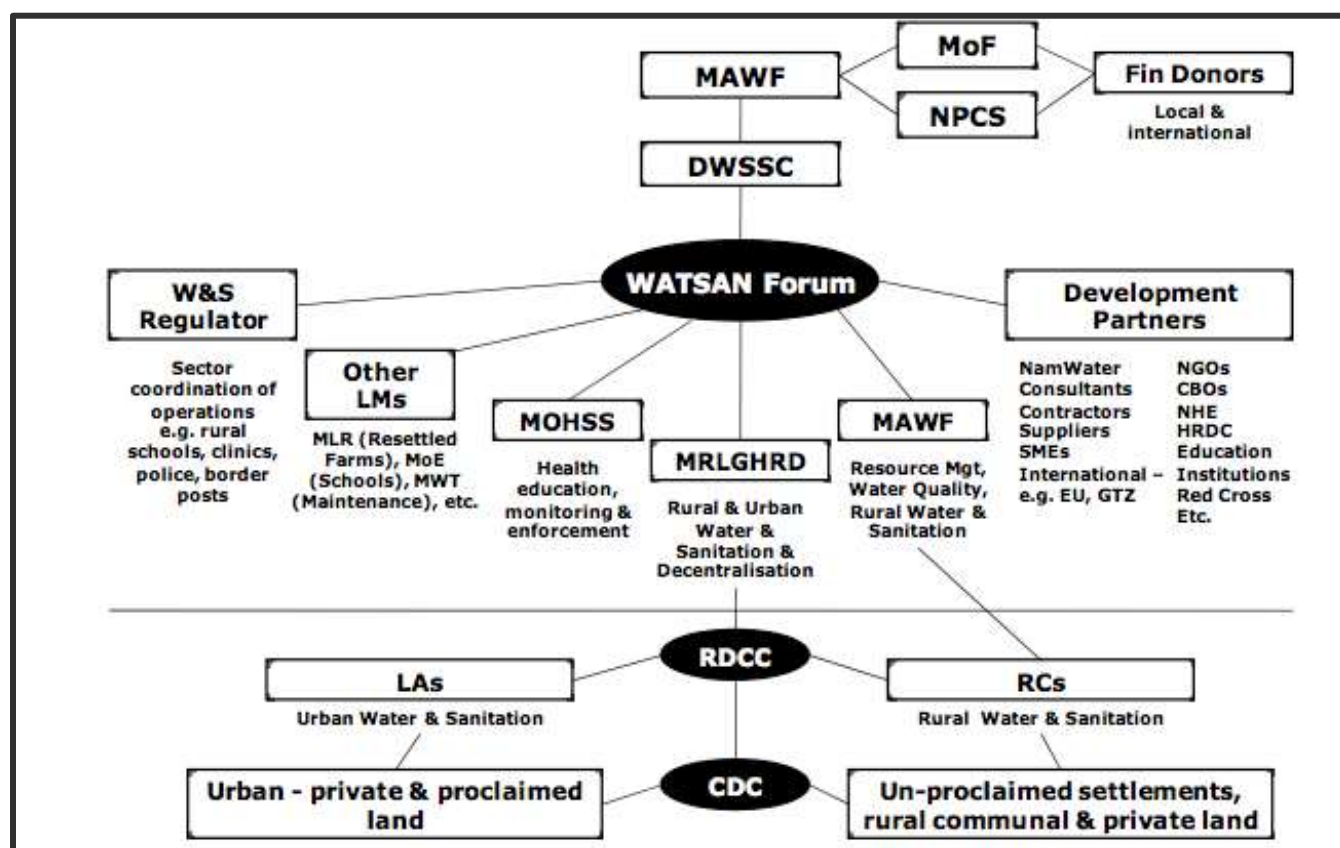 MoF
MAWF
Fin Donors
NPCS
Local &
international
DWSSC
WATSAN Forum
W&S
Regulator
Sector
coordination of
operations
e.g. rural
schools, clinics,
police, border
posts
Other
LMs
MLR (Resettled
Farms), MoE
(Schools), MWT
(Maintenance), etc.
MOHSS
Health
education,
monitoring &
enforcement
MRLGHRD
Rural & Urban
Water &
Sanitation &
Decentralisation
MAWF
Resource Mgt,
Water Quality,
Rural Water &
Sanitation
Development
Partners
NamWater
Consultants
Contractors
Suppliers
SMEs
International –
e.g. EU, GTZ
NGOs
CBOs
NHE
HRDC
Education
Institutions
Red Cross
Etc.
RDCC
LAs
Urban Water & Sanitation
RCs
Rural Water & Sanitation
CDC
Urban - private & proclaimed
land
Un-proclaimed settlements,
rural communal & private land